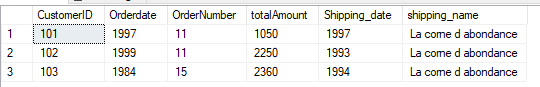 CustomerID Orderdate OrderNumber totalAmount Shipping_date shipping_name
1 101 1997 11 1050 1997 La corne d abondance
2 102 1999 11 2250 1993 La corne d abondance
3 103 1984 15 2360 1994 La corne d abondance